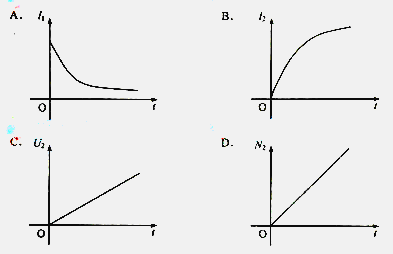 A. I₁ B. I₂
O t O t
C. U₂ D. N₂
O t O t